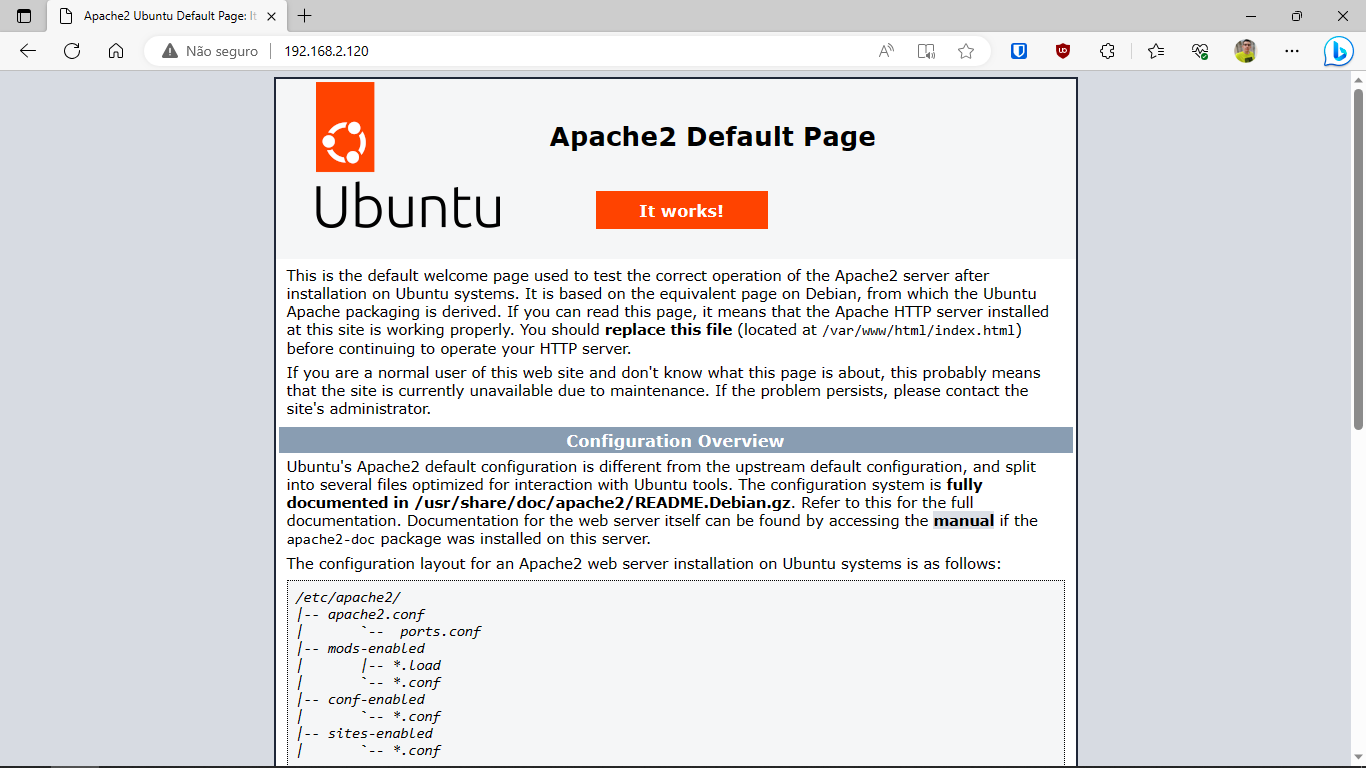 Apache2 Ubuntu Default Page: It
Não seguro
192.168.2.120
Apache2 Default Page
Ubuntu
It works!
This is the default welcome page used to test the correct operation of the Apache2 server after
installation on Ubuntu systems. It is based on the equivalent page on Debian, from which the Ubuntu
Apache packaging is derived. If you can read this page, it means that the Apache HTTP server installed
at this site is working properly. You should replace this file (located at /var/www/html/index.html)
before continuing to operate your HTTP server.
If you are a normal user of this web site and don't know what this page is about, this probably means
that the site is currently unavailable due to maintenance. If the problem persists, please contact the
site's administrator.
Configuration Overview
Ubuntu's Apache2 default configuration is different from the upstream default configuration, and split
into several files optimized for interaction with Ubuntu tools. The configuration system is fully
documented in /usr/share/doc/apache2/README.Debian.gz. Refer to this for the full
documentation. Documentation for the web server itself can be found by accessing the manual if the
apache2-doc package was installed on this server.
The configuration layout for an Apache2 web server installation on Ubuntu systems is as follows:
/etc/apache2/
|-- apache2.conf
|       `--  ports.conf
|-- mods-enabled
|       |-- *.load
|       `-- *.conf
|-- conf-enabled
|       `-- *.conf
|-- sites-enabled
|       `-- *.conf